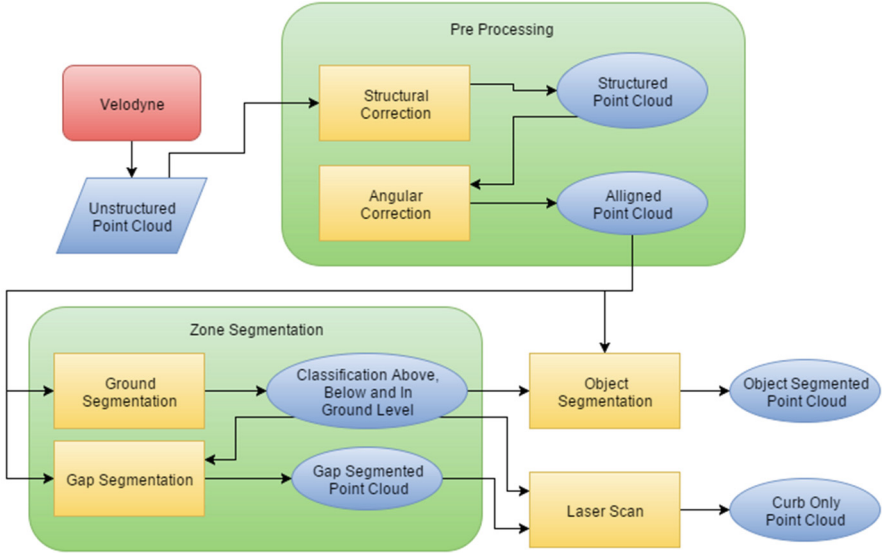 Pre Processing
Velodyne
Structural
Correction
Structured
Point Cloud
Unstructured
Point Cloud
Angular
Correction
Alligned
Point Cloud
Zone Segmentation
Ground
Segmentation
Classification Above,
Below and In
Ground Level
Object
Segmentation
Object Segmented
Point Cloud
Gap Segmentation
Gap Segmented
Point Cloud
Laser Scan
Curb Only
Point Cloud